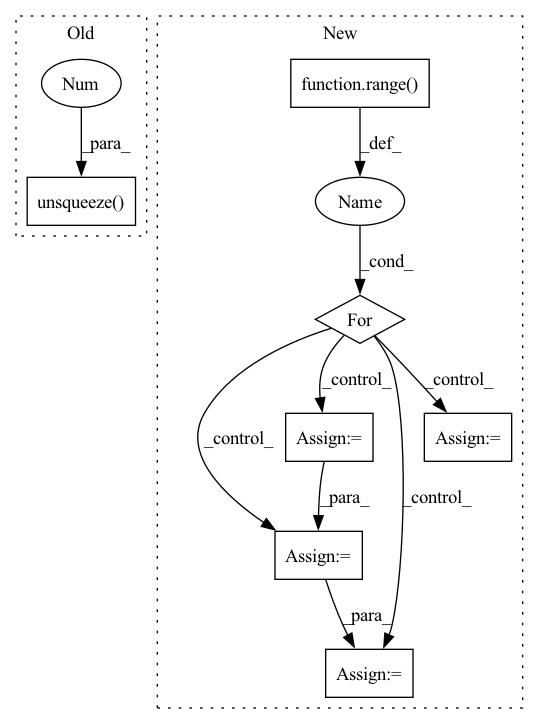 Old
New
Num
function.range()
_para_
_def_
unsqueeze()
Name
_cond_
For
_control_
_control_
_control_
_control_
Assign:=
Assign:=
_para_
Assign:=
_para_
Assign:=